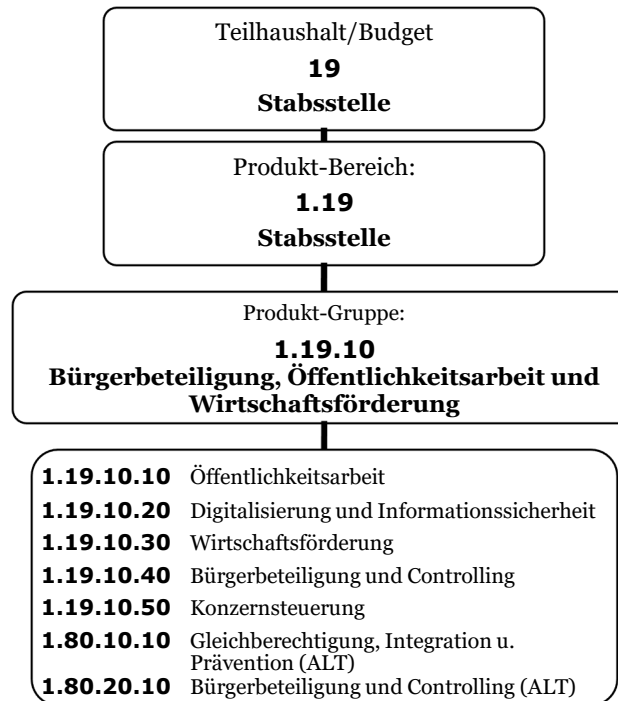 Teilhaushalt/Budget
19
Stabsstelle
Produkt-Bereich:
1.19
Stabsstelle
Produkt-Gruppe:
1.19.10
Bürgerbeteiligung, Öffentlichkeitsarbeit und
Wirtschaftsförderung
1.19.10.10 Öffentlichkeitsarbeit
1.19.10.20 Digitalisierung und Informationssicherheit
1.19.10.30 Wirtschaftsförderung
1.19.10.40 Bürgerbeteiligung und Controlling
1.19.10.50 Konzernsteuerung
1.80.10.10 Gleichberechtigung, Integration u.
Prävention (ALT)
1.80.20.10 Bürgerbeteiligung und Controlling (ALT)